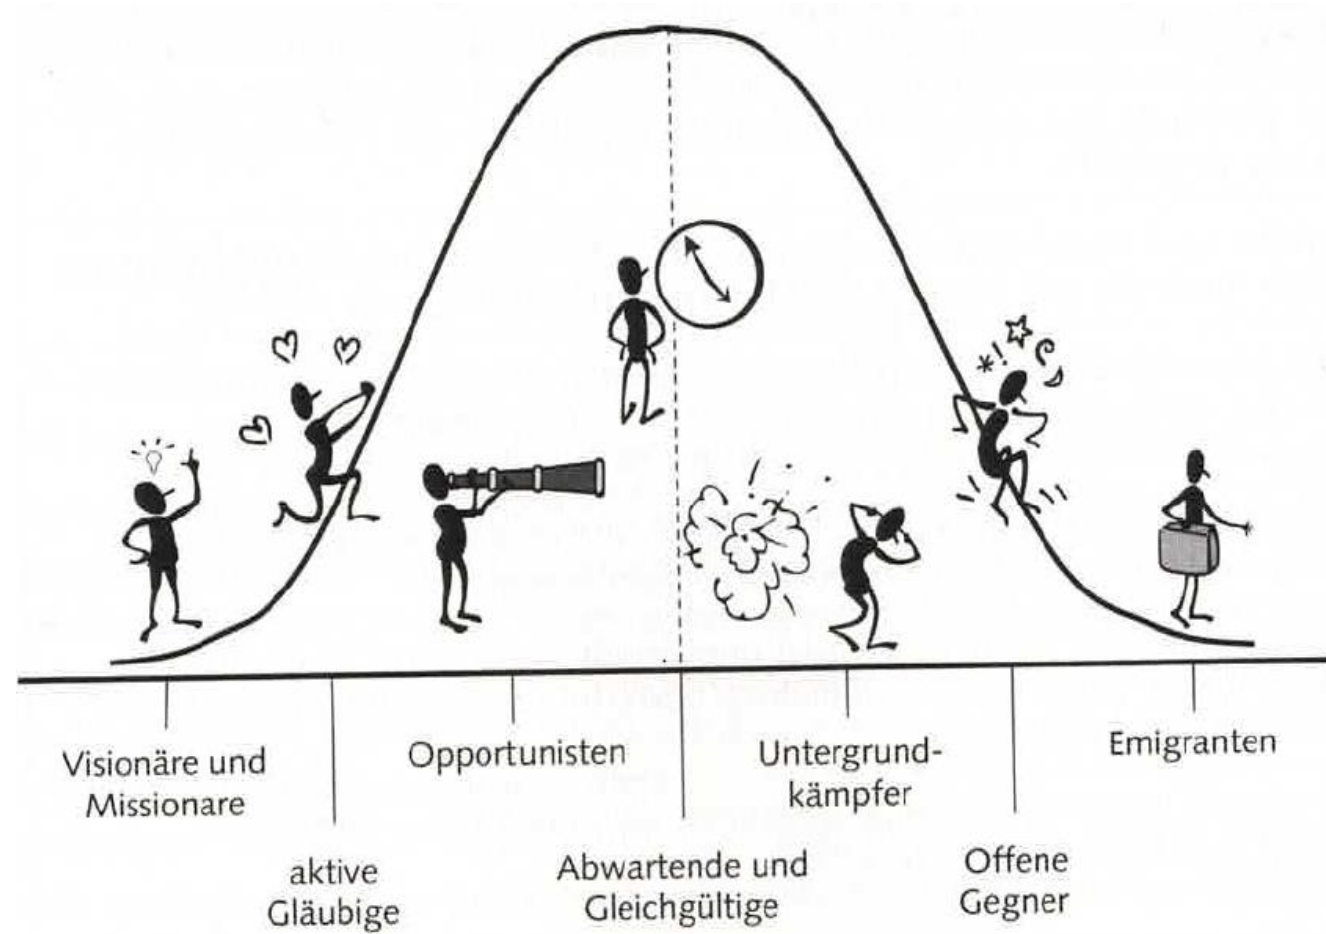 Visionäre und
Missionare
aktive
Gläubige
Opportunisten
Abwartende und
Gleichgültige
Untergrund-
kämpfer
Offene
Gegner
Emigranten